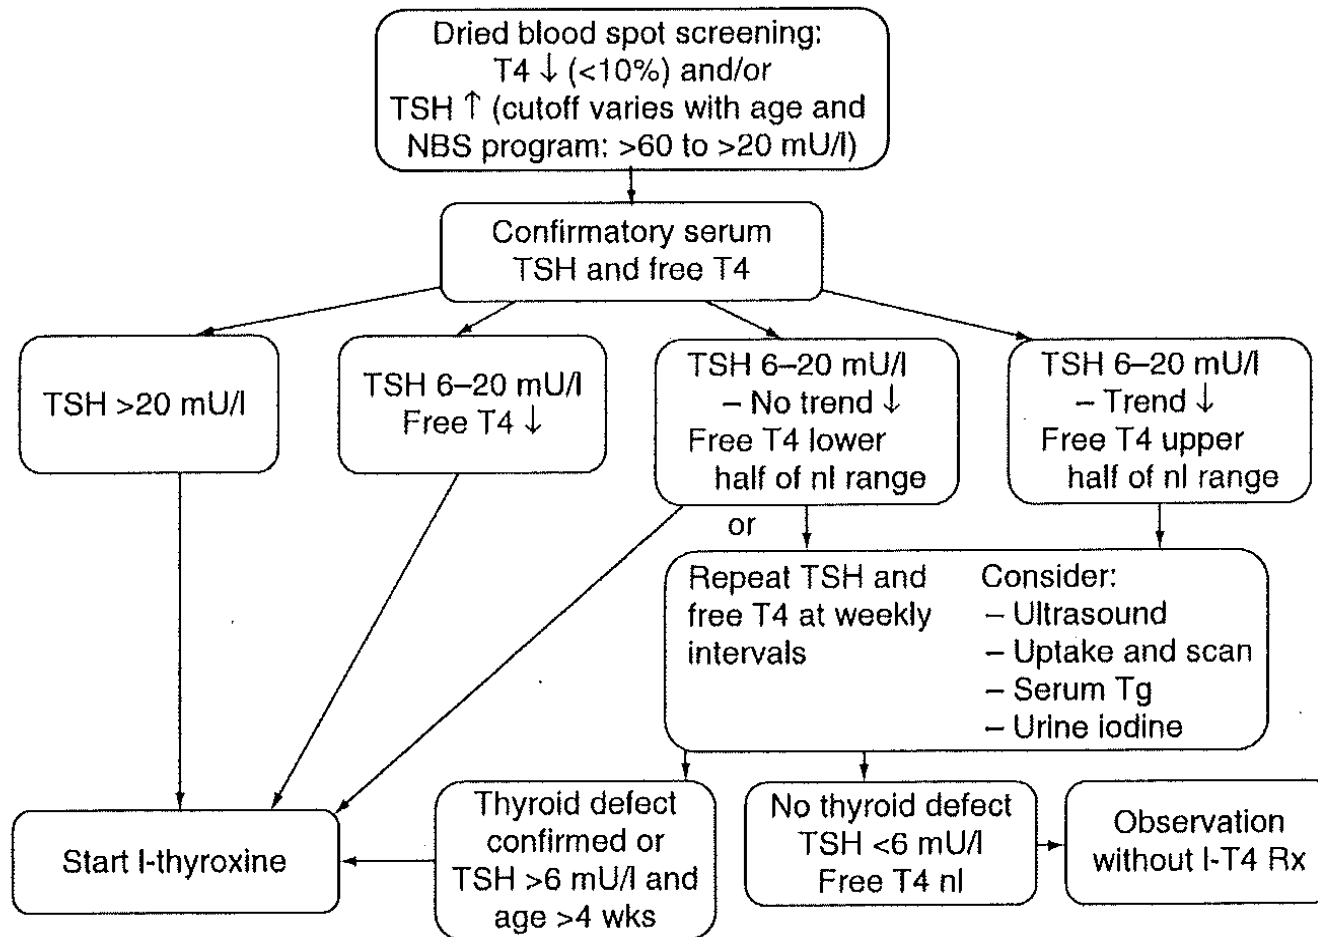 Dried blood spot screening:
T4 ↓ (<10%) and/or
TSH ↑ (cutoff varies with age and
NBS program: >60 to >20 mU/l)
Confirmatory serum
TSH and free T4
TSH >20 mU/l
TSH 6–20 mU/l
Free T4 ↓
TSH 6–20 mU/l
– No trend ↓
Free T4 lower
half of nl range
TSH 6–20 mU/l
– Trend ↓
Free T4 upper
half of nl range
or
Repeat TSH and
free T4 at weekly
intervals
Consider:
– Ultrasound
– Uptake and scan
– Serum Tg
– Urine iodine
Start l-thyroxine
Thyroid defect
confirmed or
TSH >6 mU/l and
age >4 wks
No thyroid defect
TSH <6 mU/l
Free T4 nl
Observation
without l-T4 Rx